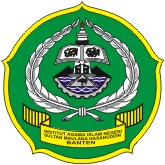 INSTITUT AGAMA ISLAM NEGERI
SULTAN MAULANA HASANUDDIN
BANTEN